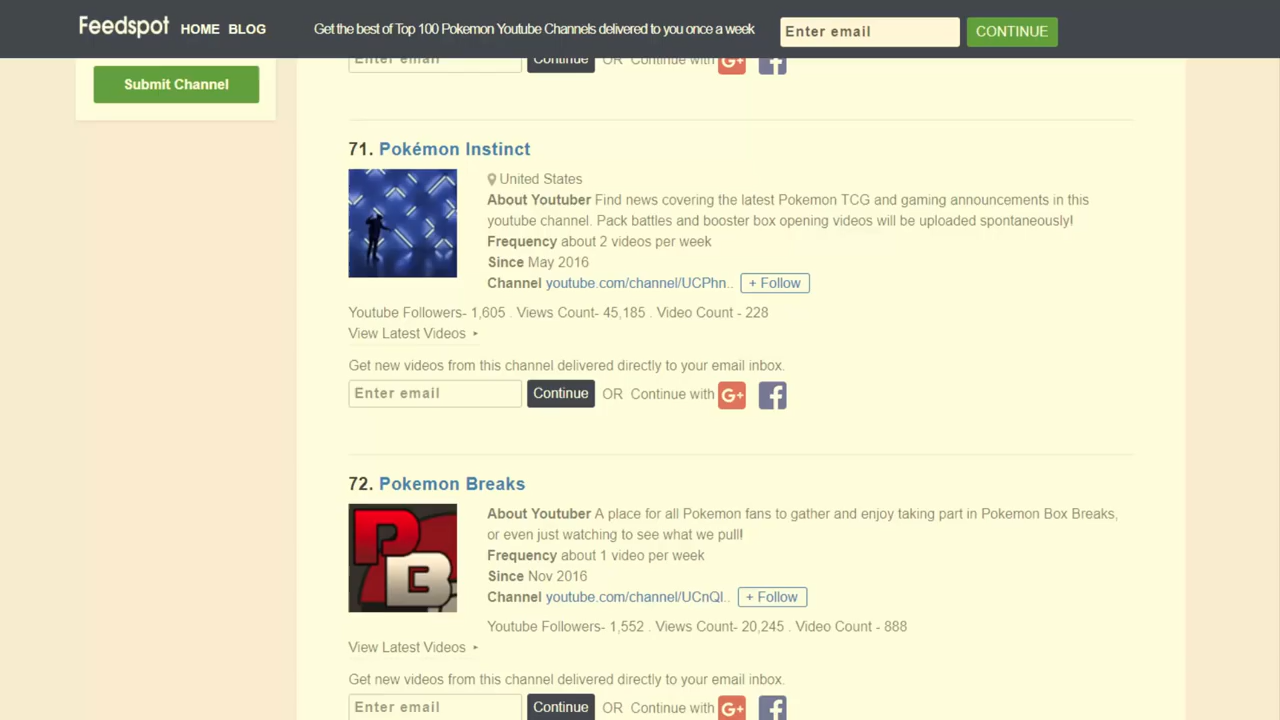 Feedspot HOME BLOG Get the best of Top 100 Pokemon Youtube Channels delivered to you once a week Enter email CONTINUE
Enter email Continue OR Continue with G+ f
Submit Channel
71. Pokémon Instinct
United States
About Youtuber Find news covering the latest Pokemon TCG and gaming announcements in this
youtube channel. Pack battles and booster box opening videos will be uploaded spontaneously!
Frequency about 2 videos per week
Since May 2016
Channel youtube.com/channel/UCPhn.. + Follow
Youtube Followers- 1,605 . Views Count- 45,185 . Video Count - 228
View Latest Videos ▸
Get new videos from this channel delivered directly to your email inbox.
Enter email Continue OR Continue with G+ f
72. Pokemon Breaks
PB
About Youtuber A place for all Pokemon fans to gather and enjoy taking part in Pokemon Box Breaks,
or even just watching to see what we pull!
Frequency about 1 video per week
Since Nov 2016
Channel youtube.com/channel/UCnQl.. + Follow
Youtube Followers- 1,552 . Views Count- 20,245 . Video Count - 888
View Latest Videos ▸
Get new videos from this channel delivered directly to your email inbox.
Enter email Continue OR Continue with G+ f